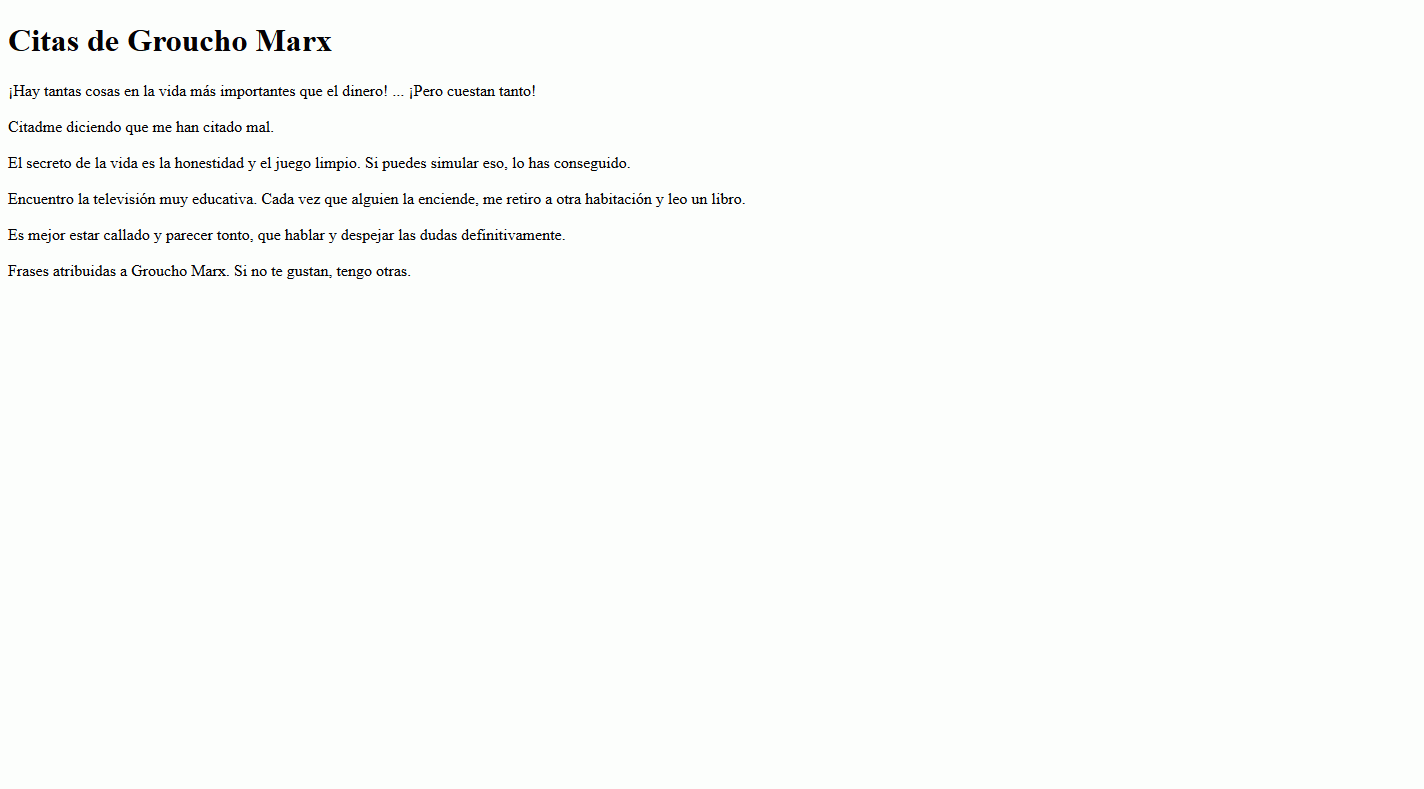 Citas de Groucho Marx
¡Hay tantas cosas en la vida más importantes que el dinero! ... ¡Pero cuestan tanto!
Citadme diciendo que me han citado mal.
El secreto de la vida es la honestidad y el juego limpio. Si puedes simular eso, lo has conseguido.
Encuentro la televisión muy educativa. Cada vez que alguien la enciende, me retiro a otra habitación y leo un libro.
Es mejor estar callado y parecer tonto, que hablar y despejar las dudas definitivamente.
Frases atribuidas a Groucho Marx. Si no te gustan, tengo otras.